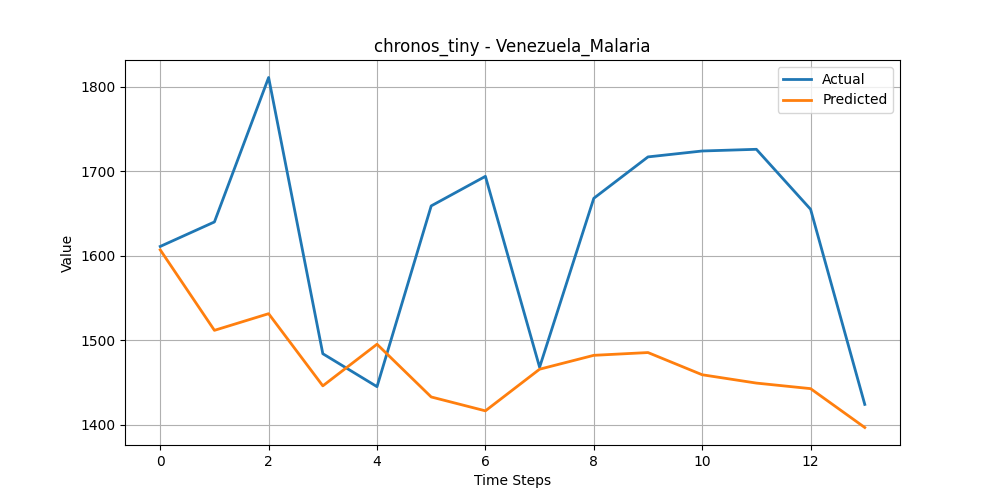 chronos_tiny - Venezuela_Malaria
Actual
Predicted
1800
1700
1600
1500
1400
Value
0 2 4 6 8 10 12
Time Steps